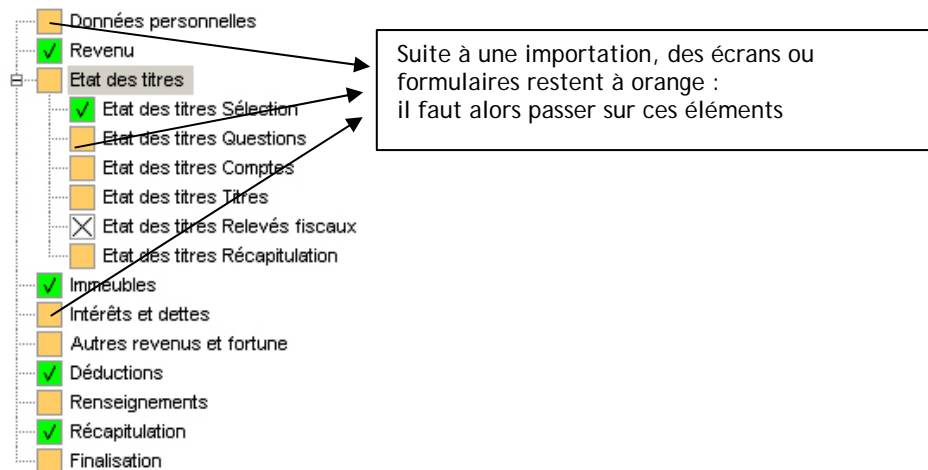 Données personnelles
Revenu
Etat des titres
Etat des titres Sélection
Etat des titres Questions
Etat des titres Comptes
Etat des titres Titres
Etat des titres Relevés fiscaux
Etat des titres Récapitulation
Immeubles
Intérêts et dettes
Autres revenus et fortune
Déductions
Renseignements
Récapitulation
Finalisation
Suite à une importation, des écrans ou
formulaires restent à orange :
il faut alors passer sur ces éléments